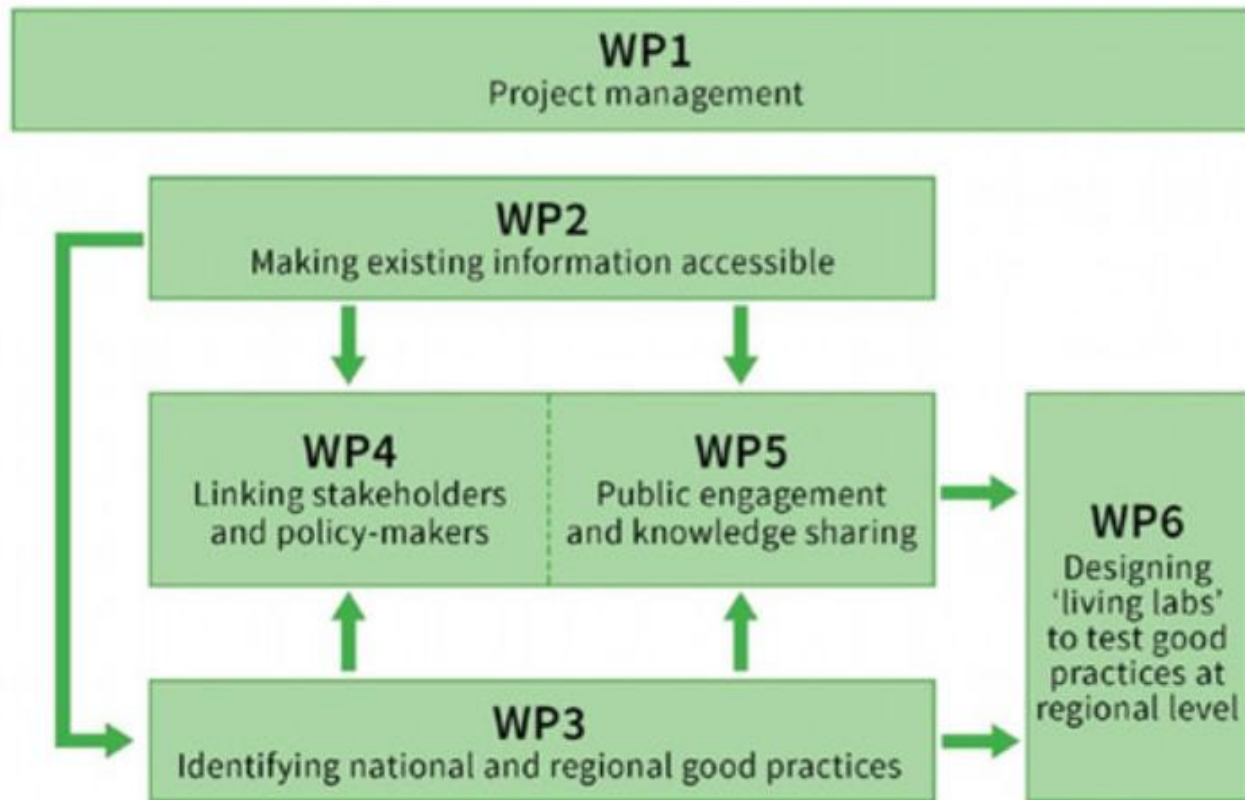 WP1
Project management
WP2
Making existing information accessible
WP4
Linking stakeholders
and policy-makers
WP5
Public engagement
and knowledge sharing
WP6
Designing
‘living labs’
to test good
practices at
regional level
WP3
Identifying national and regional good practices